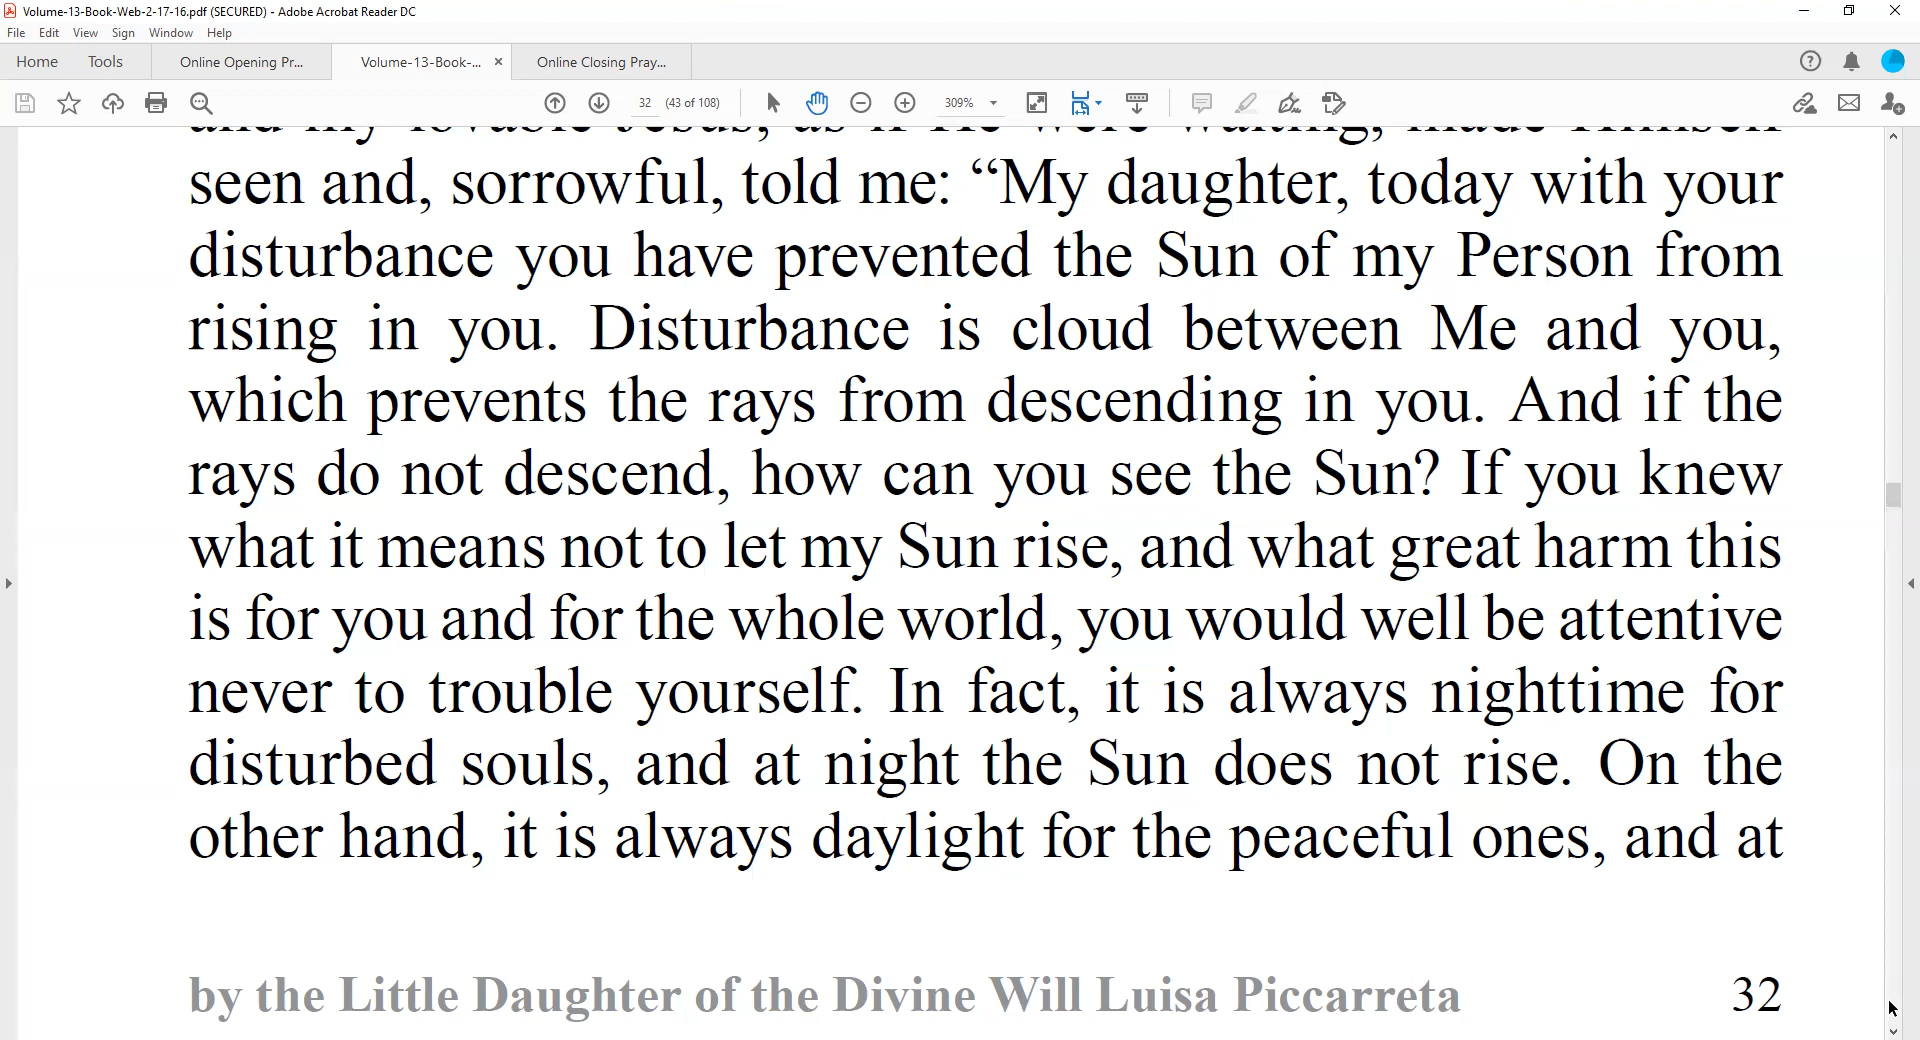 Volume-13-Book-Web-2-17-16.pdf (SECURED) - Adobe Acrobat Reader DC
File Edit View Sign Window Help
Home Tools Online Opening Pr... Volume-13-Book-... × Online Closing Pray...
32 (43 of 108) 309%
and my lovable Jesus, as if He were waiting, made Himself
seen and, sorrowful, told me: “My daughter, today with your
disturbance you have prevented the Sun of my Person from
rising in you. Disturbance is cloud between Me and you,
which prevents the rays from descending in you. And if the
rays do not descend, how can you see the Sun? If you knew
what it means not to let my Sun rise, and what great harm this
is for you and for the whole world, you would well be attentive
never to trouble yourself. In fact, it is always nighttime for
disturbed souls, and at night the Sun does not rise. On the
other hand, it is always daylight for the peaceful ones, and at
by the Little Daughter of the Divine Will Luisa Piccarreta 32